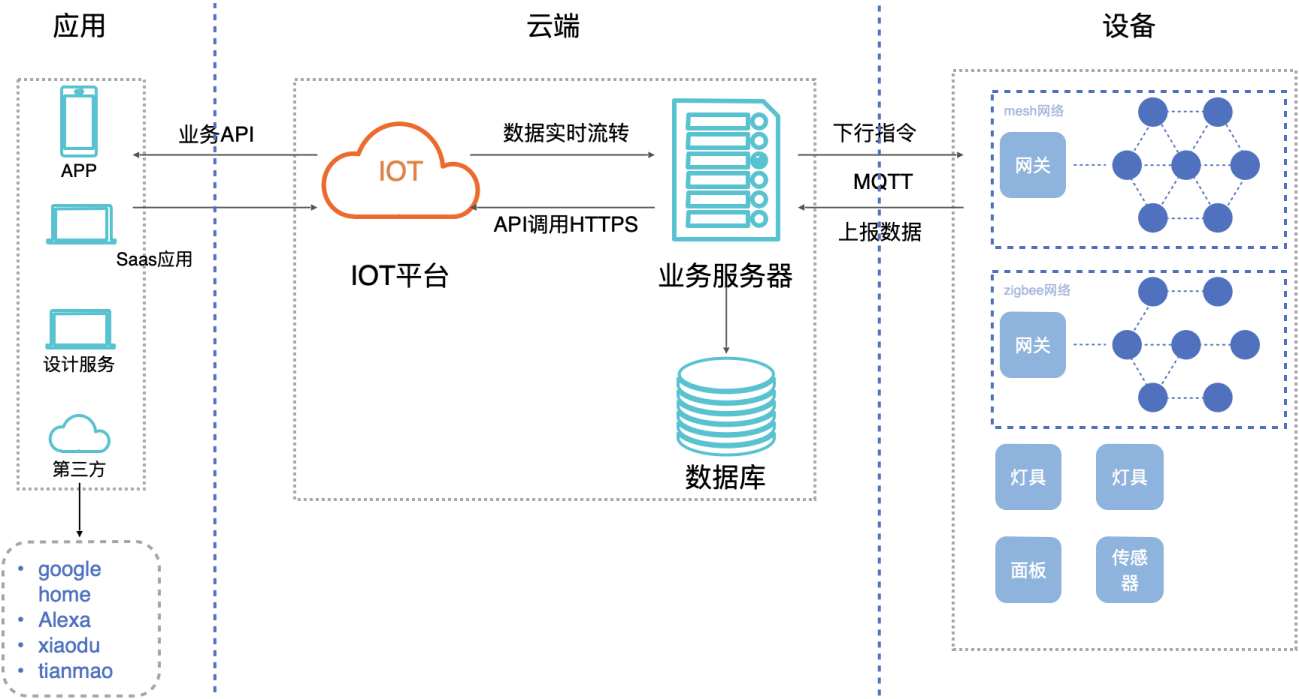 应用
云端
设备
APP
Saas应用
设计服务
第三方
• google
home
• Alexa
• xiaodu
• tianmao
业务API
IOT
IOT平台
数据实时流转
API调用HTTPS
业务服务器
数据库
下行指令
MQTT
上报数据
mesh网络
网关
zigbee网络
网关
灯具
灯具
面板
传感
器